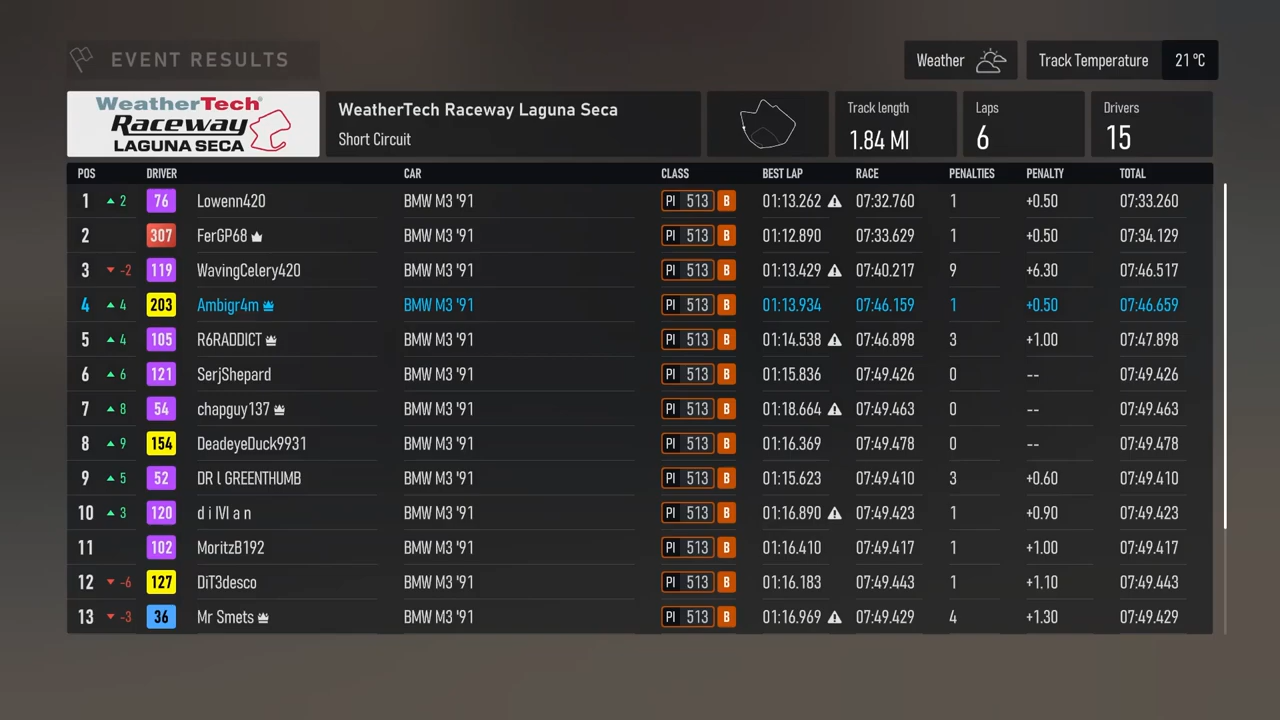 EVENT RESULTS
Weather
Track Temperature 21 ºC
WeatherTech®
Raceway
LAGUNA SECA
WeatherTech Raceway Laguna Seca
Short Circuit
Track length
1.84 MI
Laps
6
Drivers
15
POS DRIVER CAR CLASS BEST LAP RACE PENALTIES PENALTY TOTAL
1 2 76 Lowenn420 BMW M3 '91 PI 513 B 01:13.262 07:32.760 1 +0.50 07:33.260
2 307 FerGP68 BMW M3 '91 PI 513 B 01:12.890 07:33.629 1 +0.50 07:34.129
3 -2 119 WavingCelery420 BMW M3 '91 PI 513 B 01:13.429 07:40.217 9 +6.30 07:46.517
4 4 203 Ambigr4m BMW M3 '91 PI 513 B 01:13.934 07:46.159 1 +0.50 07:46.659
5 4 105 R6RADDICT BMW M3 '91 PI 513 B 01:14.538 07:46.898 3 +1.00 07:47.898
6 6 121 SerjShepard BMW M3 '91 PI 513 B 01:15.836 07:49.426 0 -- 07:49.426
7 8 54 chapguy137 BMW M3 '91 PI 513 B 01:18.664 07:49.463 0 -- 07:49.463
8 9 154 DeadeyeDuck9931 BMW M3 '91 PI 513 B 01:16.369 07:49.478 0 -- 07:49.478
9 5 52 DR l GREENTHUMB BMW M3 '91 PI 513 B 01:15.623 07:49.410 3 +0.60 07:49.410
10 3 120 d i lVl a n BMW M3 '91 PI 513 B 01:16.890 07:49.423 1 +0.90 07:49.423
11 102 MoritzB192 BMW M3 '91 PI 513 B 01:16.410 07:49.417 1 +1.00 07:49.417
12 -6 127 DiT3desco BMW M3 '91 PI 513 B 01:16.183 07:49.443 1 +1.10 07:49.443
13 -3 36 Mr Smets BMW M3 '91 PI 513 B 01:16.969 07:49.429 4 +1.30 07:49.429